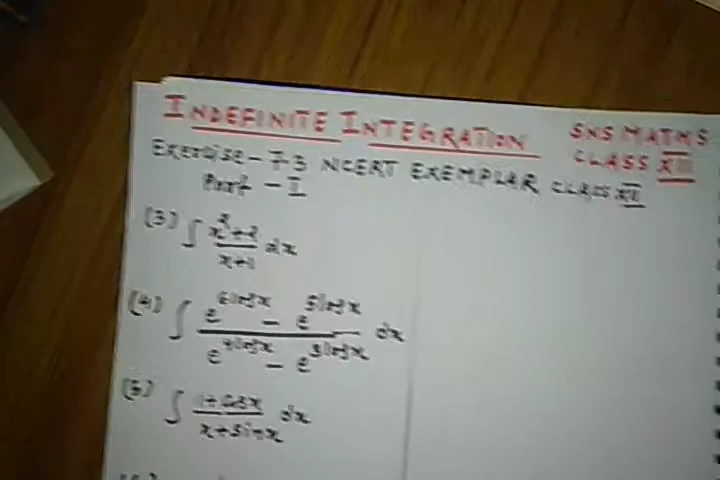 INDEFINITE INTEGRATION
SNS MATHS
CLASS XII
Exercise - 7.3 NCERT EXEMPLAR CLASS XII
Part - I
(3) ∫ (x²+2)/(x+1) dx
(4) ∫ (e^(6logx) - e^(5logx))/(e^(4logx) - e^(3logx)) dx
(5) ∫ (1+cosx)/(x+sinx) dx